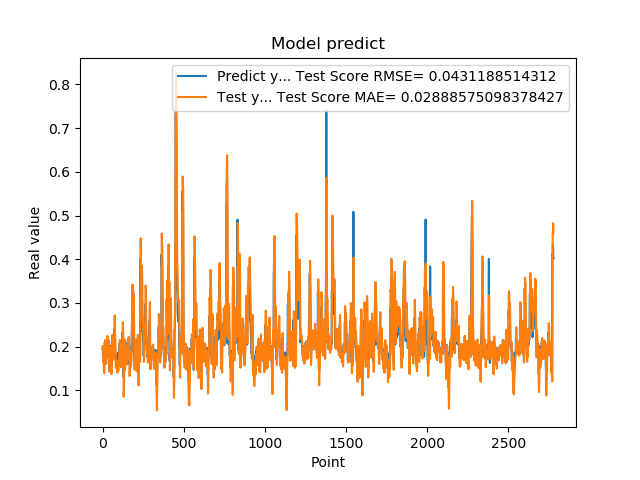 Model predict
Predict y... Test Score RMSE= 0.0431188514312
Test y... Test Score MAE= 0.02888575098378427
0.8
0.7
0.6
0.5
0.4
0.3
0.2
0.1
Real value
0 500 1000 1500 2000 2500
Point